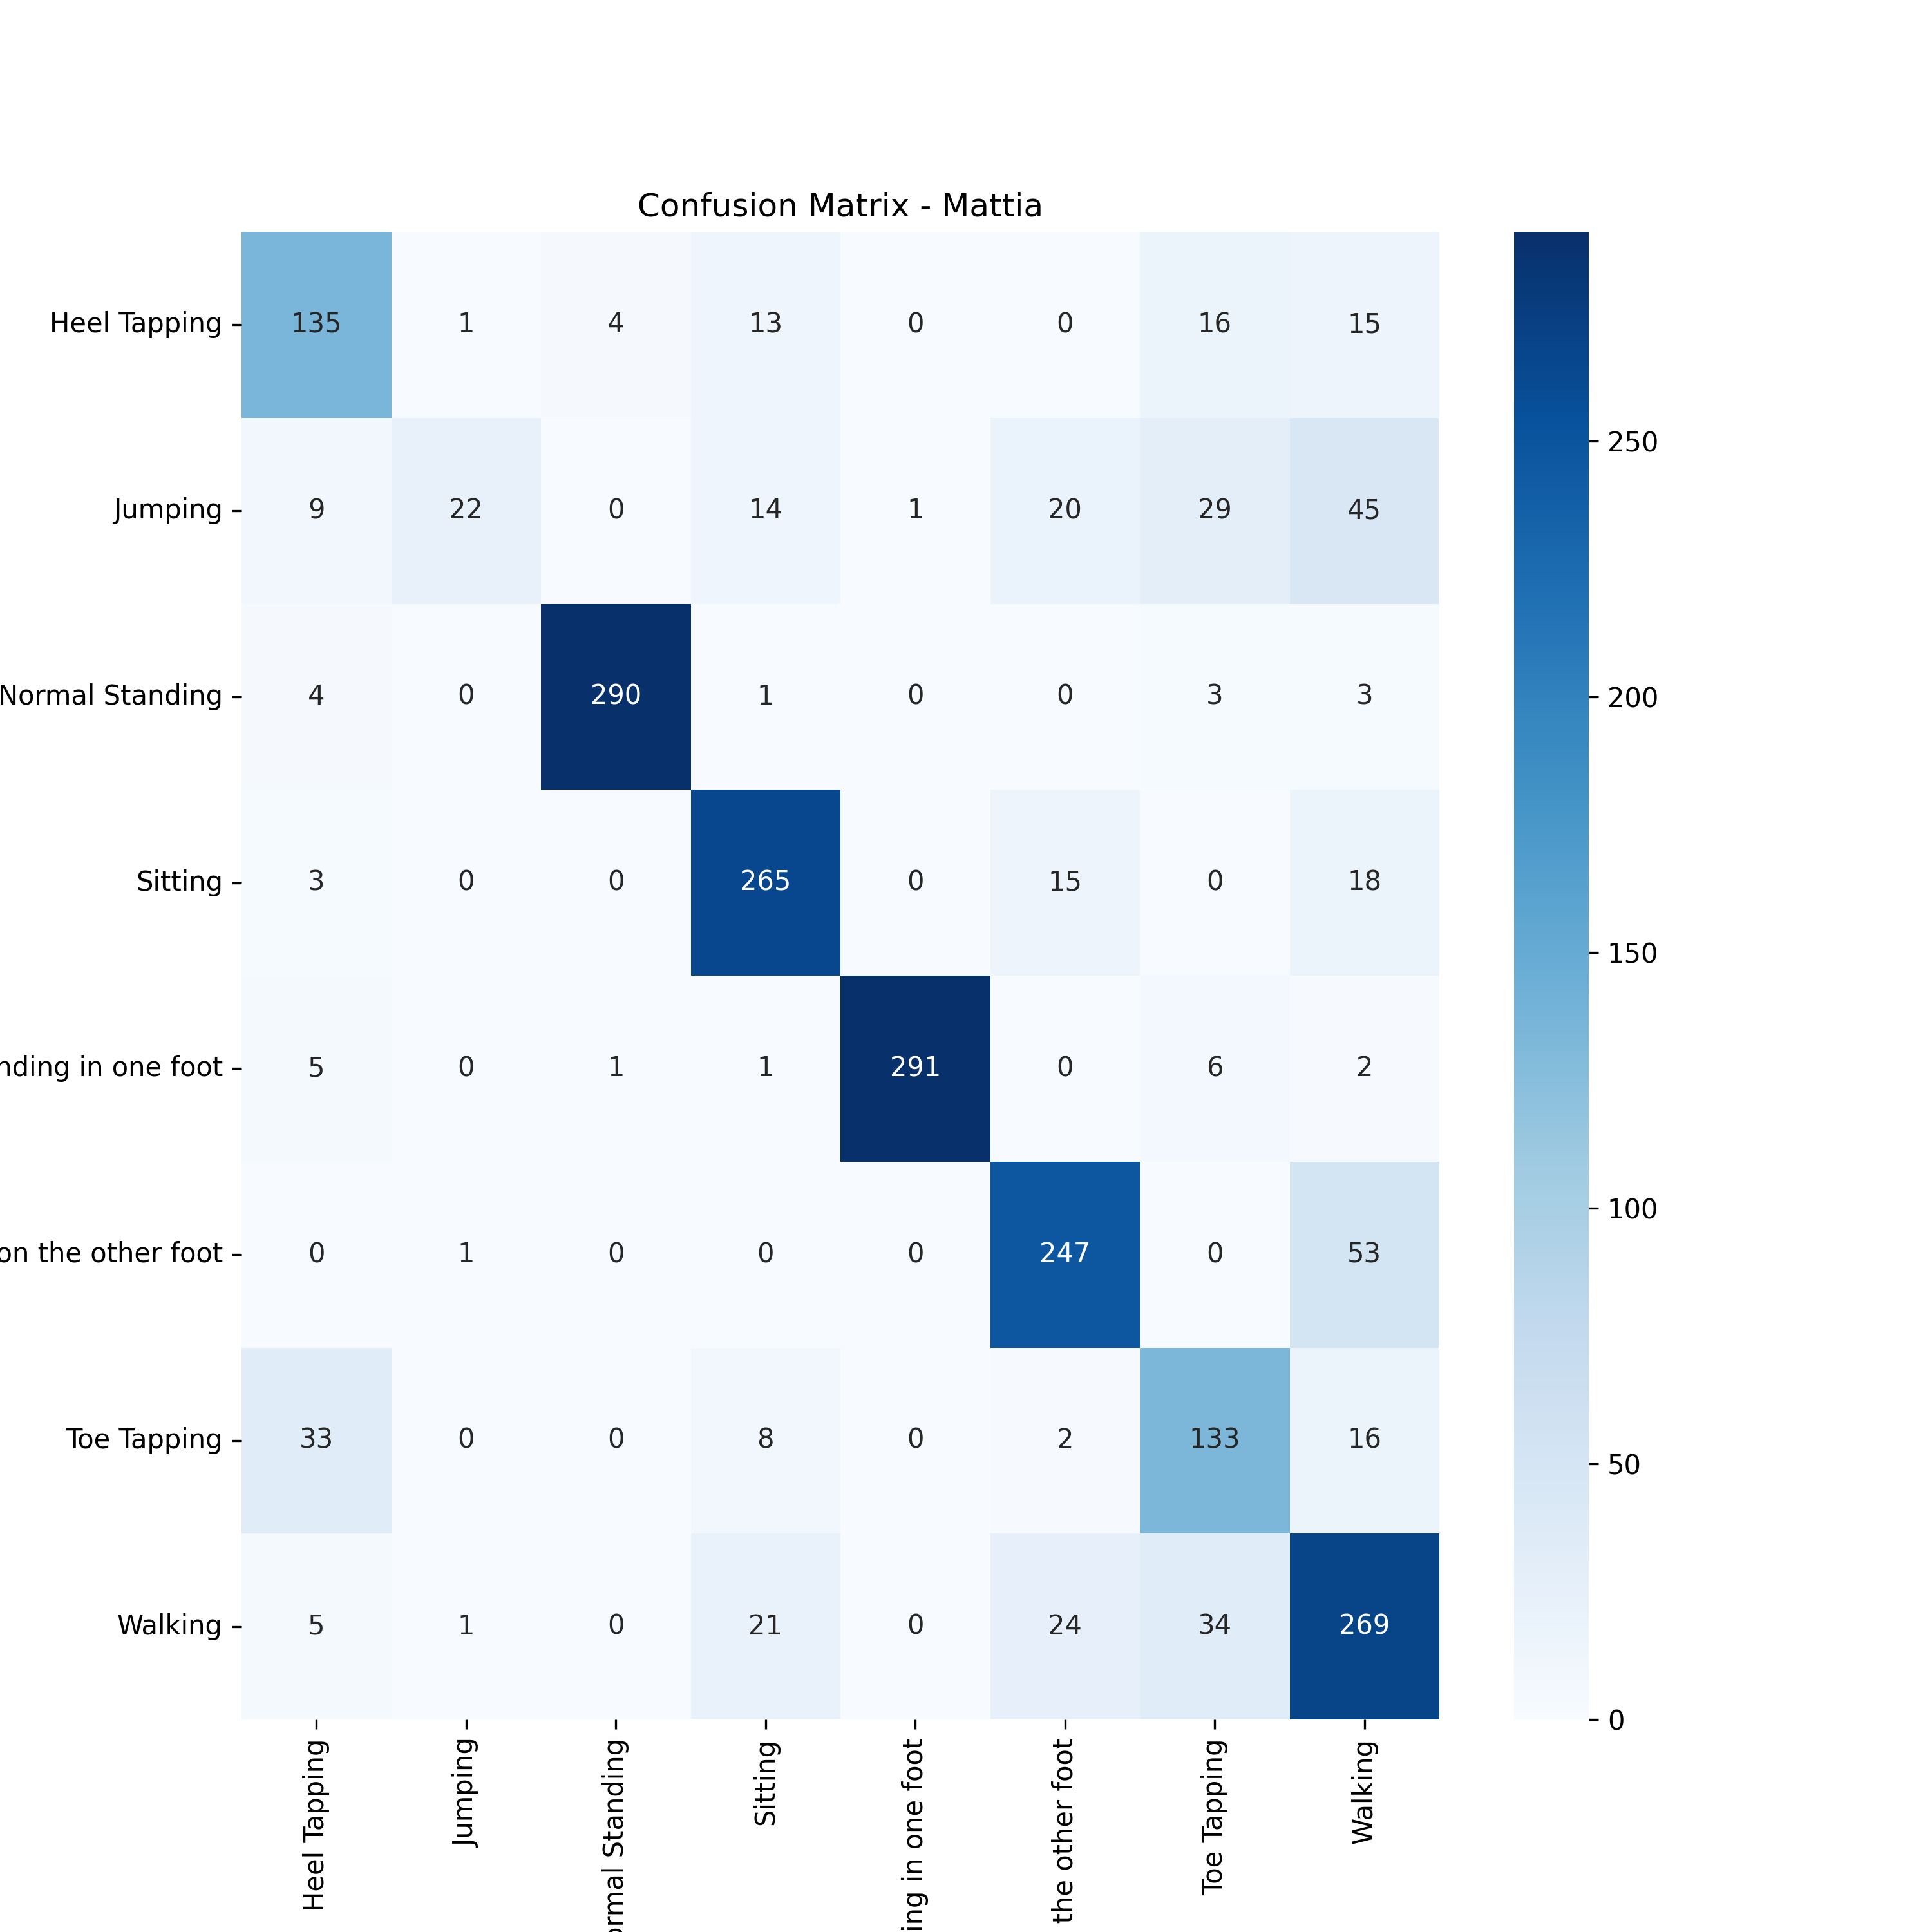 Confusion Matrix - Mattia
Heel Tapping 135 1 4 13 0 0 16 15
Jumping 9 22 0 14 1 20 29 45
Normal Standing 4 0 290 1 0 0 3 3
Sitting 3 0 0 265 0 15 0 18
nding in one foot 5 0 1 1 291 0 6 2
on the other foot 0 1 0 0 0 247 0 53
Toe Tapping 33 0 0 8 0 2 133 16
Walking 5 1 0 21 0 24 34 269
Heel Tapping
Jumping
ormal Standing
Sitting
ing in one foot
the other foot
Toe Tapping
Walking
250
200
150
100
50
0